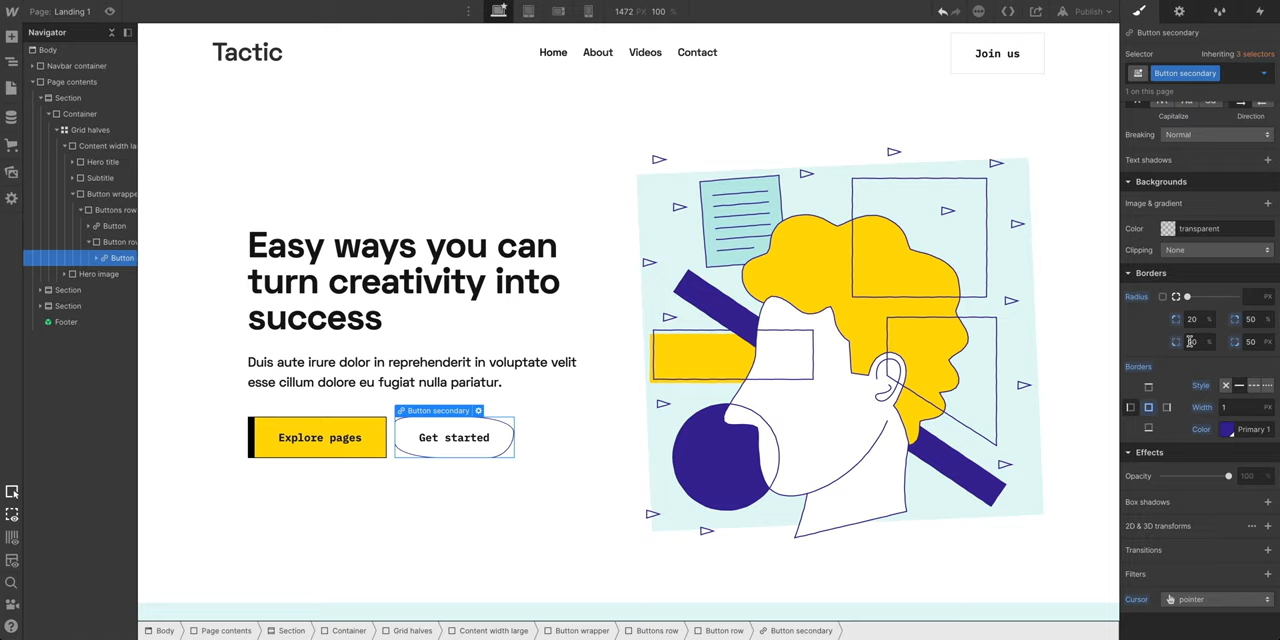 Page: Landing 1
1472 PX 100 %
Publish
Navigator
Body
Navbar container
Page contents
Section
Container
Grid halves
Content width la
Hero title
Subtitle
Button wrappe
Buttons row
Button
Button rov
Button
Hero image
Section
Section
Footer
Tactic
Home About Videos Contact
Join us
Easy ways you can
turn creativity into
success
Duis aute irure dolor in reprehenderit in voluptate velit
esse cillum dolore eu fugiat nulla pariatur.
Explore pages
Button secondary
Get started
Body Page contents Section Container Grid halves Content width large Button wrapper Buttons row Button row Button secondary
Button secondary
Selector Inheriting 3 selectors
Button secondary
1 on this page
Capitalize Direction
Breaking Normal
Text shadows
Backgrounds
Image & gradient
Color transparent
Clipping None
Borders
Radius PX
20 % 50 %
% 50 %
Borders
Style
Width 1 PX
Color Primary 1
Effects
Opacity 100 %
Box shadows
2D & 3D transforms
Transitions
Filters
Cursor pointer